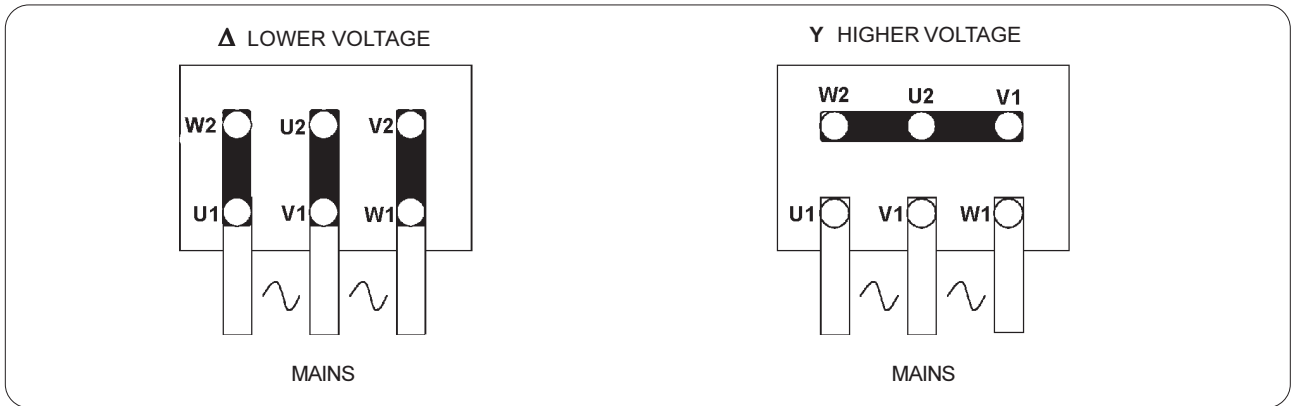 Δ LOWER VOLTAGE
W2 U2 V2
U1 V1 W1
MAINS
Y HIGHER VOLTAGE
W2 U2 V1
U1 V1 W1
MAINS